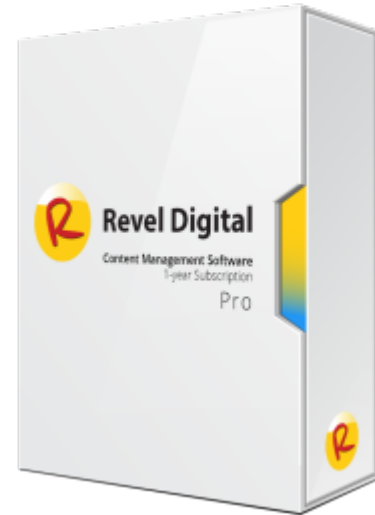 R
Revel Digital
Content Management Software
1-year Subscription
Pro
R